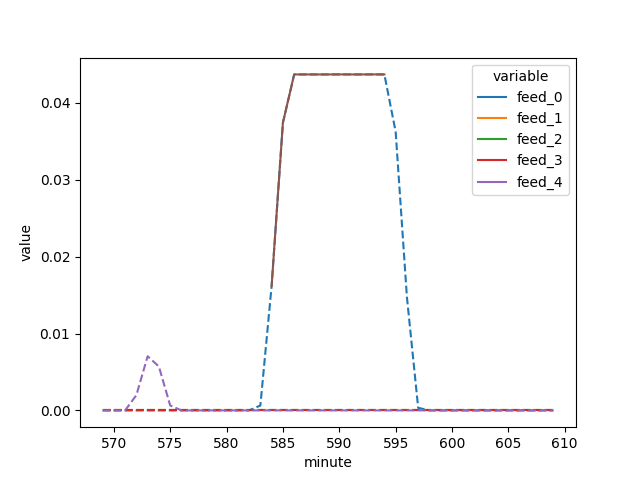 variable
feed_0
feed_1
feed_2
feed_3
feed_4
value
0.04
0.03
0.02
0.01
0.00
570 575 580 585 590 595 600 605 610
minute